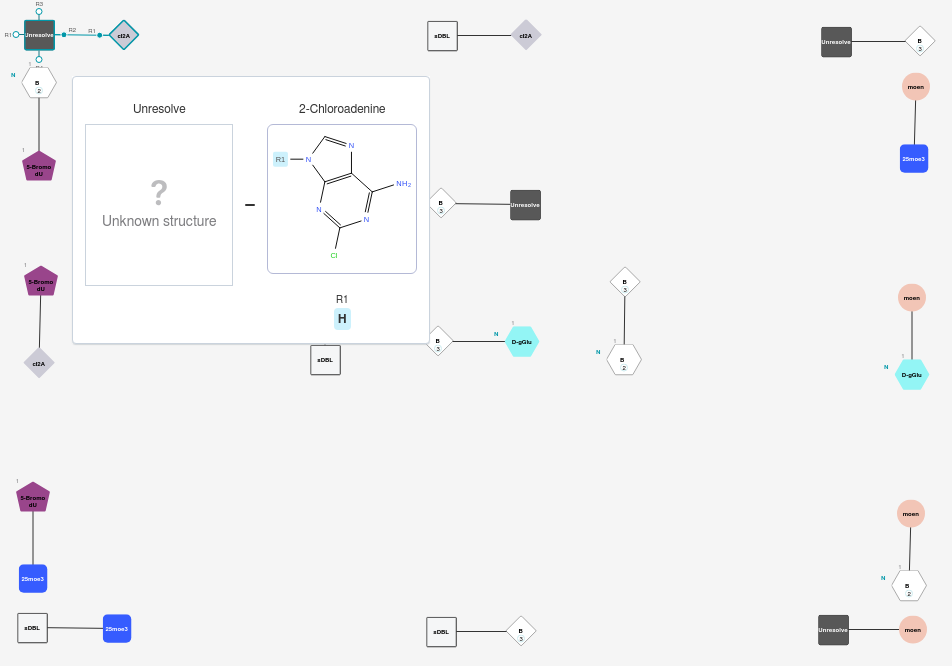 R3
R1
Unresolve
R2
R1
cl2A
sDBL
cl2A
Unresolve
B
3
1
N
B
2
moen
25moe3
5-Bromo
dU
1
Unresolve
2-Chloroadenine
?
Unknown structure
R1
N
N
NH₂
N
N
Cl
R1
H
B
3
Unresolve
1
5-Bromo
dU
cl2A
sDBL
B
3
N
1
D-gGlu
B
3
N
1
B
2
moen
N
1
D-gGlu
1
5-Bromo
dU
25moe3
moen
N
1
B
2
sDBL
25moe3
sDBL
B
3
Unresolve
moen